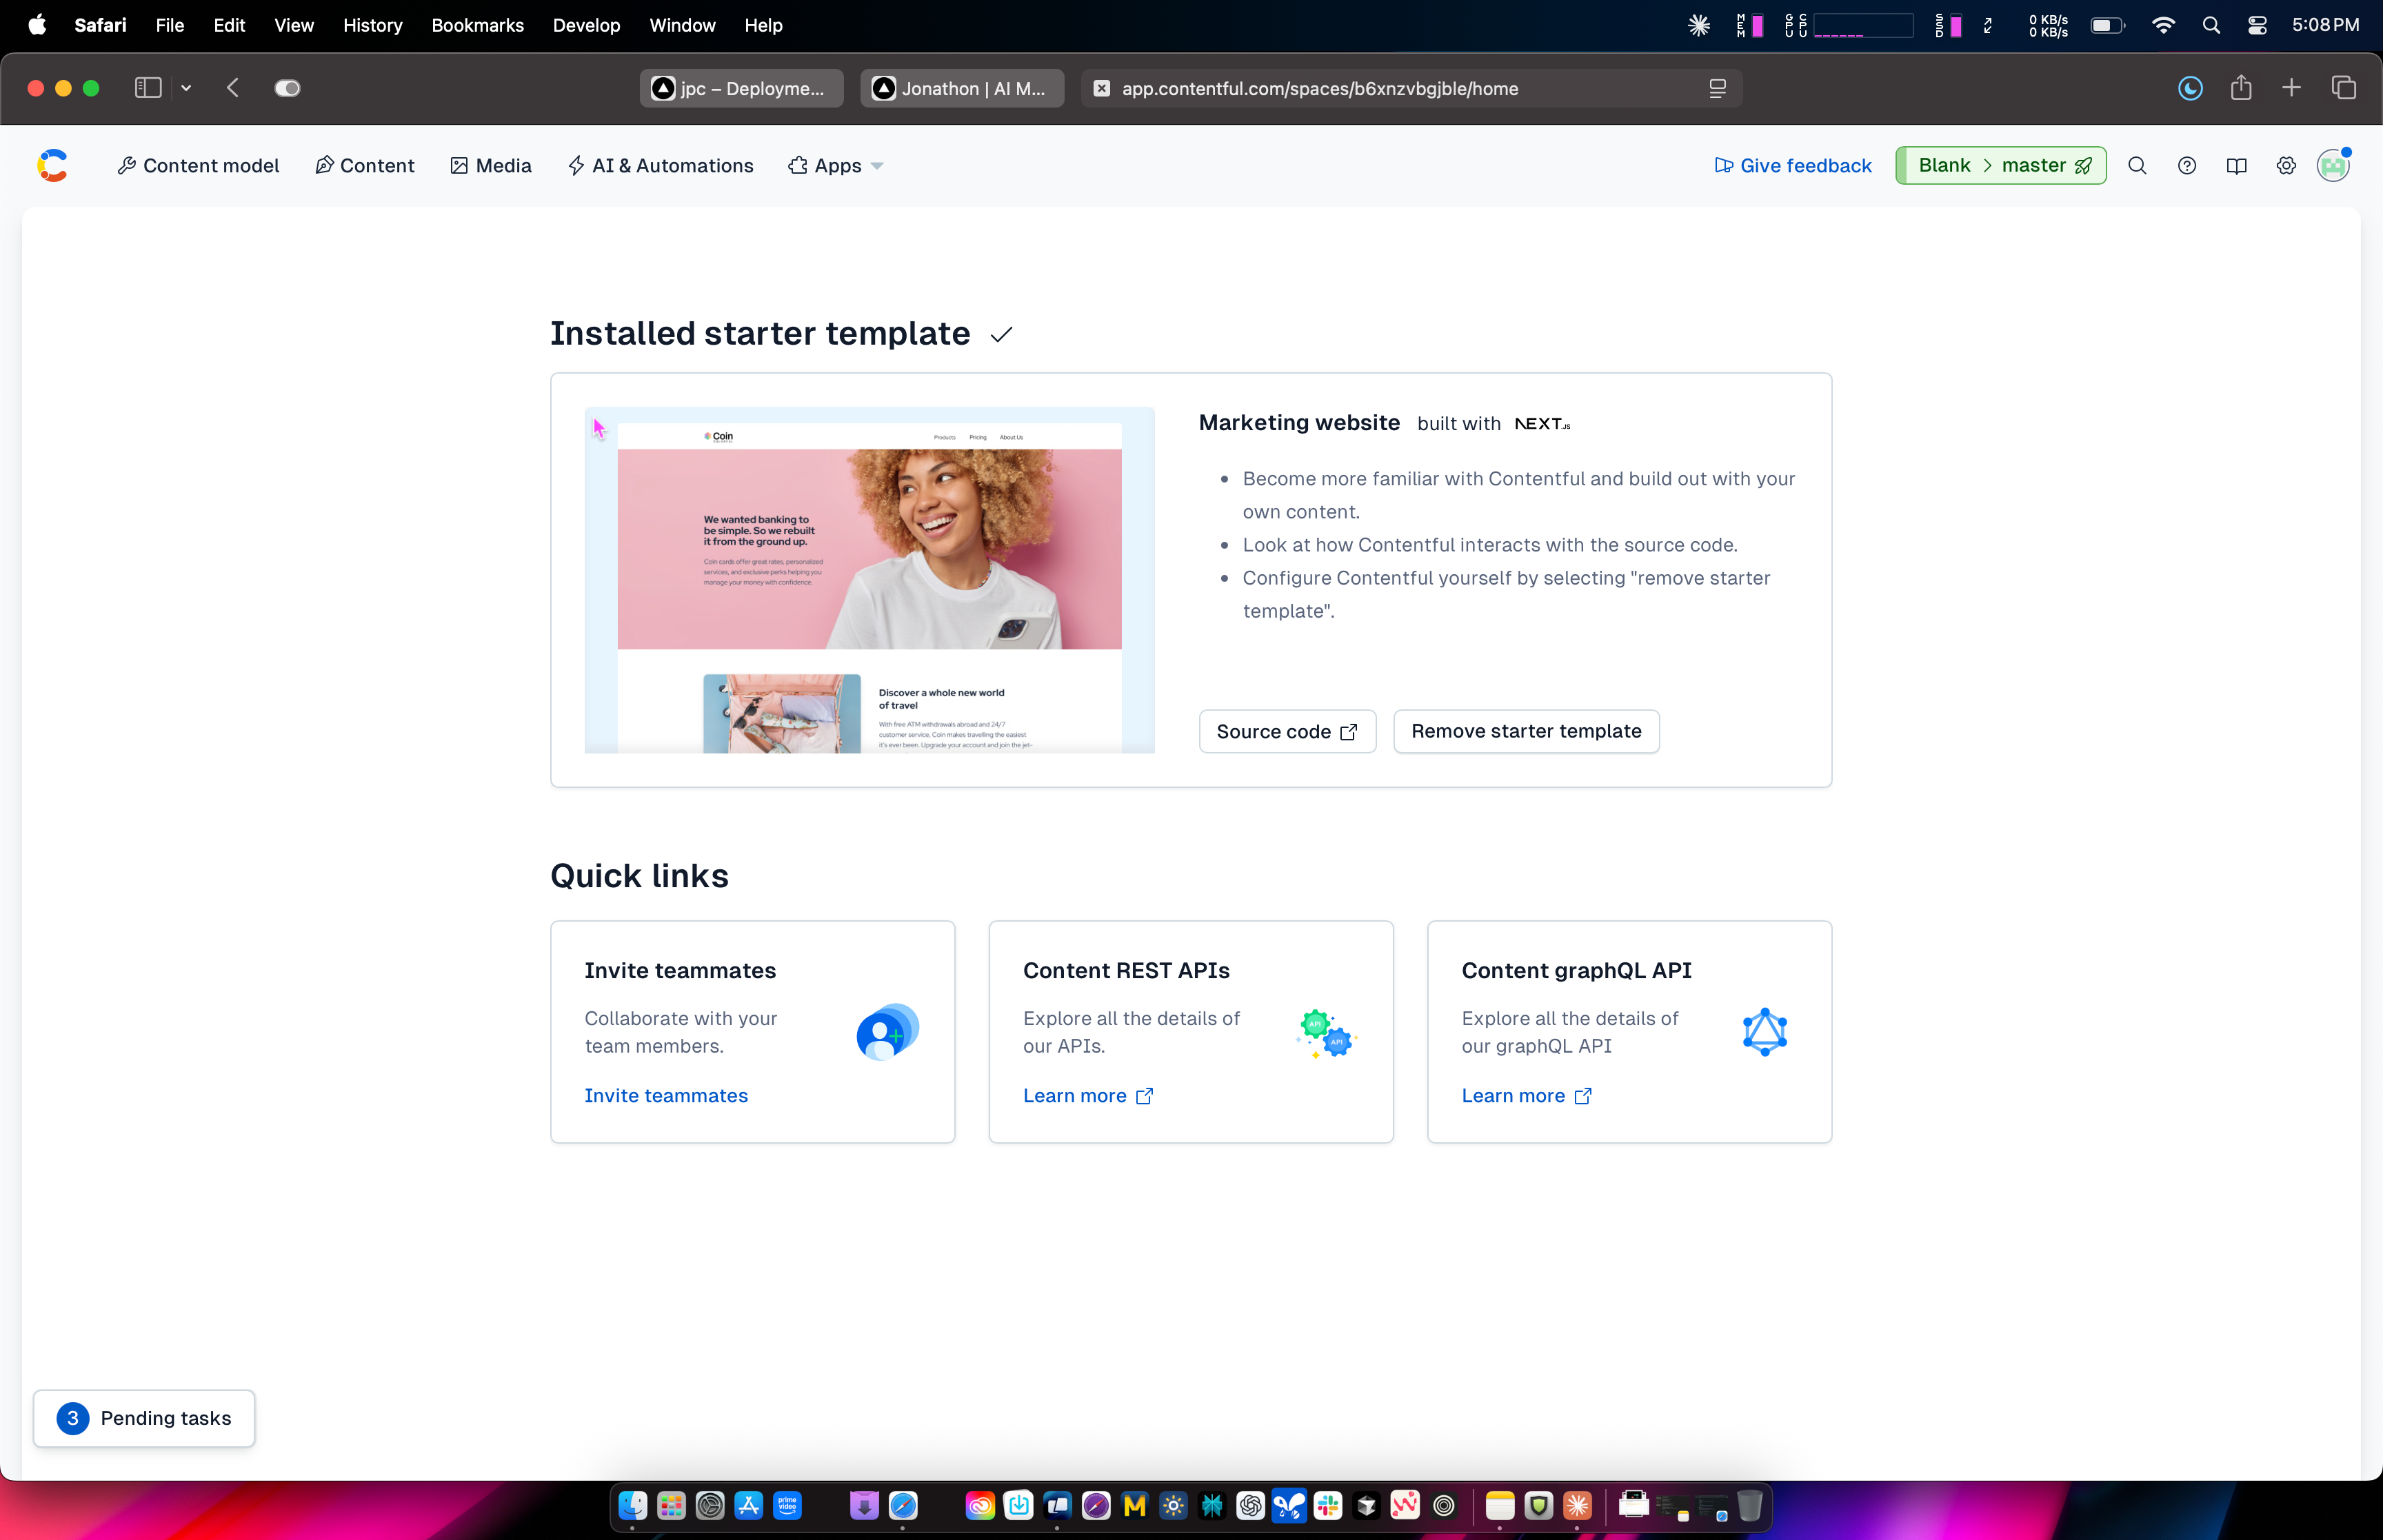 Safari File Edit View History Bookmarks Develop Window Help
MEM GPU CPU SSD 0 KB/s 0 KB/s 5:08 PM
jpc – Deployme... Jonathon | AI M... app.contentful.com/spaces/b6xnzvbgjble/home
Content model Content Media AI & Automations Apps Give feedback Blank > master
Installed starter template
Coin
Products Pricing About Us
We wanted banking to
be simple. So we rebuilt
it from the ground up.
Coin cards offer great rates, personalized
services, and exclusive perks helping you
manage your money with confidence.
Discover a whole new world
of travel
With free ATM withdrawals abroad and 24/7
customer service, Coin makes travelling the easiest
it's ever been. Upgrade your account and join the jet-
Marketing website built with NEXT.JS
Become more familiar with Contentful and build out with your
own content.
Look at how Contentful interacts with the source code.
Configure Contentful yourself by selecting "remove starter
template".
Source code Remove starter template
Quick links
Invite teammates
Collaborate with your
team members.
Invite teammates
Content REST APIs
Explore all the details of
our APIs.
API
API
Learn more
Content graphQL API
Explore all the details of
our graphQL API
Learn more
3 Pending tasks
prime
video